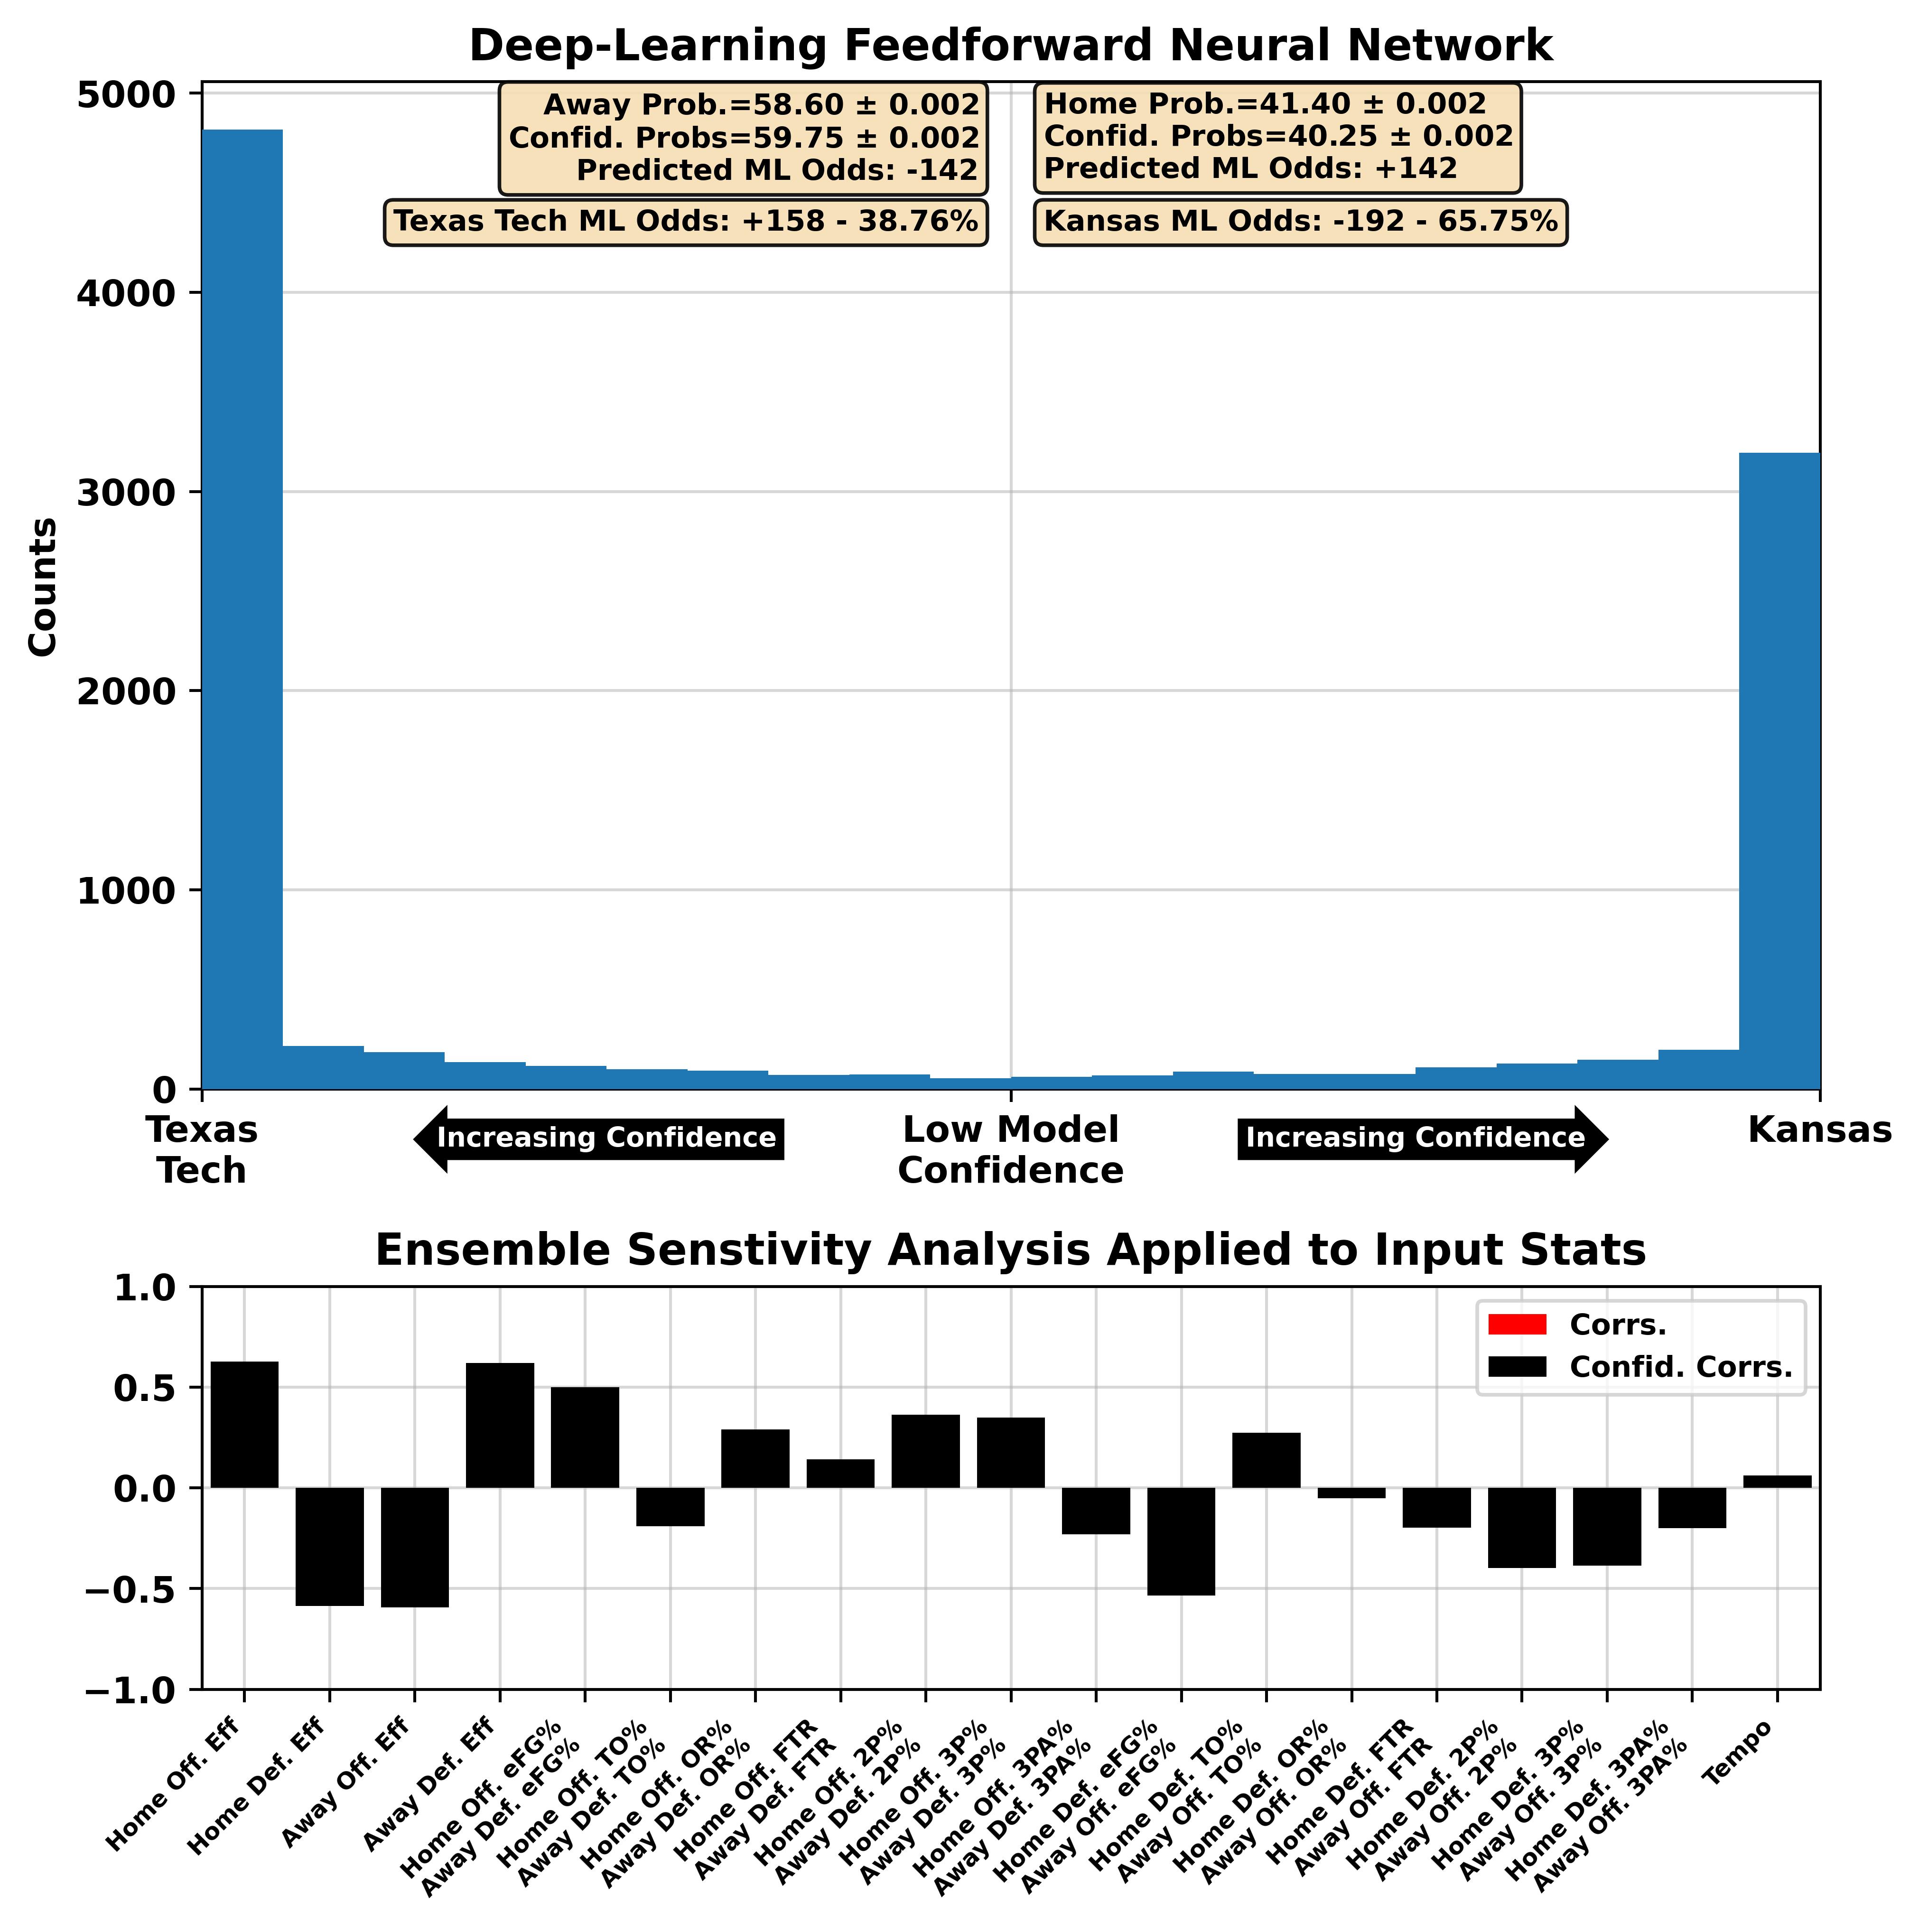 Deep-Learning Feedforward Neural Network
5000
4000
3000
2000
1000
0
Counts
Away Prob.=58.60 ± 0.002
Confid. Probs=59.75 ± 0.002
Predicted ML Odds: -142
Texas Tech ML Odds: +158 - 38.76%
Home Prob.=41.40 ± 0.002
Confid. Probs=40.25 ± 0.002
Predicted ML Odds: +142
Kansas ML Odds: -192 - 65.75%
Texas
Tech
Increasing Confidence
Low Model
Confidence
Increasing Confidence
Kansas
Ensemble Senstivity Analysis Applied to Input Stats
1.0
0.5
0.0
−0.5
−1.0
Corrs.
Confid. Corrs.
Home Off. Eff
Home Def. Eff
Away Off. Eff
Away Def. Eff
Home Off. eFG%
Away Def. eFG%
Home Off. TO%
Away Def. TO%
Home Off. OR%
Away Def. OR%
Home Off. FTR
Away Def. FTR
Home Off. 2P%
Away Def. 2P%
Home Off. 3P%
Away Def. 3P%
Home Off. 3PA%
Away Def. 3PA%
Home Def. eFG%
Away Off. eFG%
Home Def. TO%
Away Off. TO%
Home Def. OR%
Away Off. OR%
Home Def. FTR
Away Off. FTR
Home Def. 2P%
Away Off. 2P%
Home Def. 3P%
Away Off. 3P%
Home Def. 3PA%
Away Off. 3PA%
Tempo